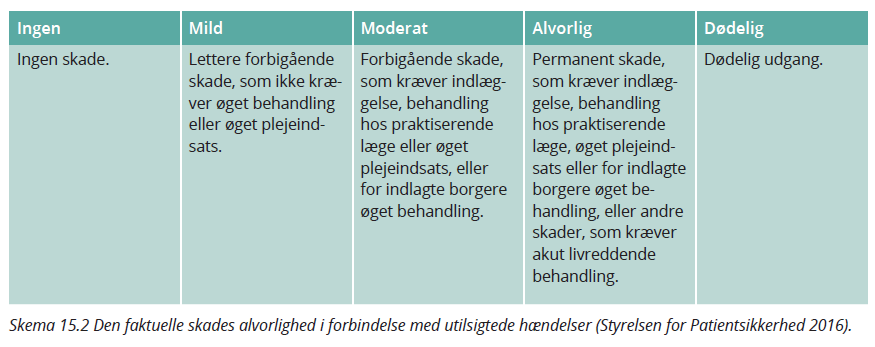 Ingen
Mild
Moderat
Alvorlig
Dødelig
Ingen skade.
Lettere forbigående
skade, som ikke kræ-
ver øget behandling
eller øget plejeind-
sats.
Forbigående skade,
som kræver indlæg-
gelse, behandling
hos praktiserende
læge eller øget
plejeindsats, eller
for indlagte borgere
øget behandling.
Permanent skade,
som kræver indlæg-
gelse, behandling
hos praktiserende
læge, øget plejeind-
sats eller for indlagte
borgere øget be-
handling, eller andre
skader, som kræver
akut livreddende
behandling.
Dødelig udgang.
Skema 15.2 Den faktuelle skades alvorlighed i forbindelse med utilsigtede hændelser (Styrelsen for Patientsikkerhed 2016).